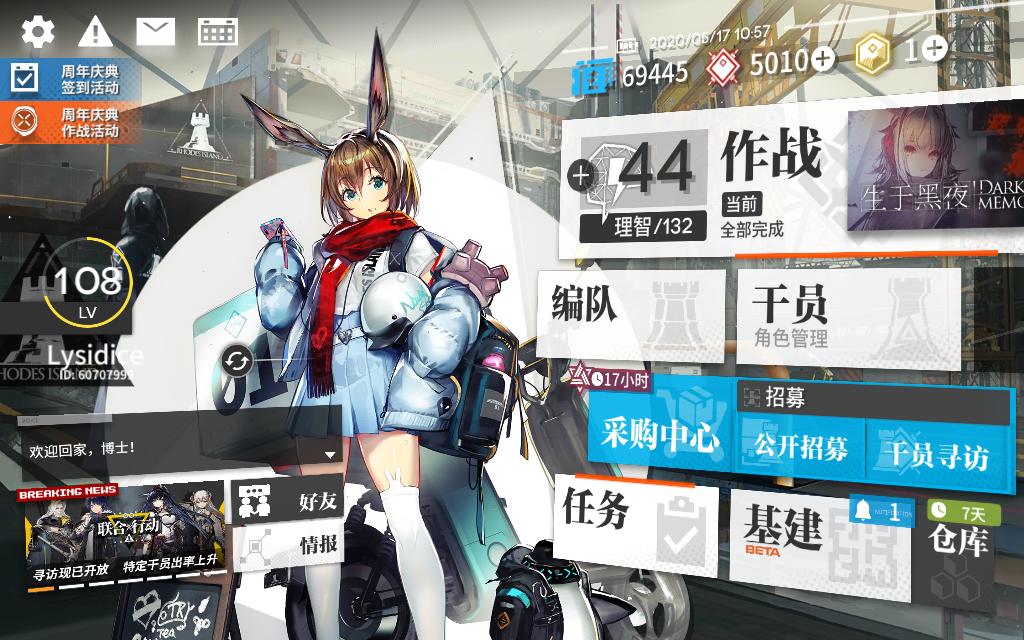 2020/05/17 10:57
69445
5010
1
周年庆典
签到活动
周年庆典
作战活动
RHODES ISLAND
44
理智/132
作战
当前
全部完成
生于黑夜
DARK
MEMO
108
LV
Lysidice
ID: 60707993
编队
干员
角色管理
17小时
采购中心
招募
公开招募
干员寻访
VOICE
欢迎回家，博士！
BREAKING NEWS
联合行动
寻访现已开放 特定干员出率上升
好友
情报
任务
基建
BETA
NOTIFICATION
1
7天
仓库